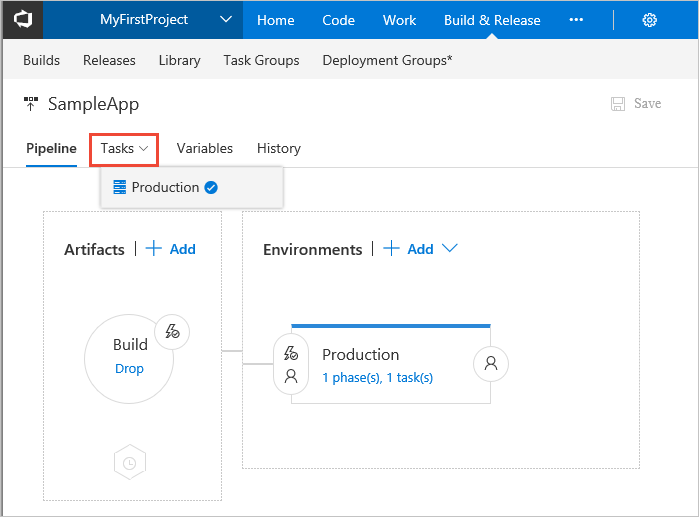 MyFirstProject Home Code Work Build & Release ···
Builds Releases Library Task Groups Deployment Groups*
SampleApp Save
Pipeline Tasks Variables History
Production
Artifacts | + Add Environments | + Add
Build
Drop
Production
1 phase(s), 1 task(s)